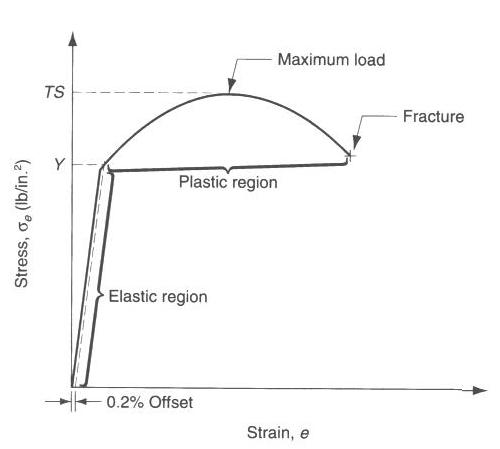 Maximum load
TS
Fracture
Y
Plastic region
Stress, σe (lb/in.²)
Elastic region
0.2% Offset
Strain, e